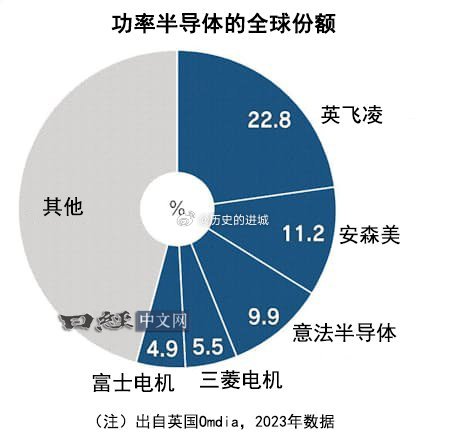 功率半导体的全球份额
22.8
英飞凌
%
@历史的进城
其他
11.2
安森美
9.9
意法半导体
日経中文网
4.9
5.5
富士电机
三菱电机
（注）出自英国Omdia，2023年数据